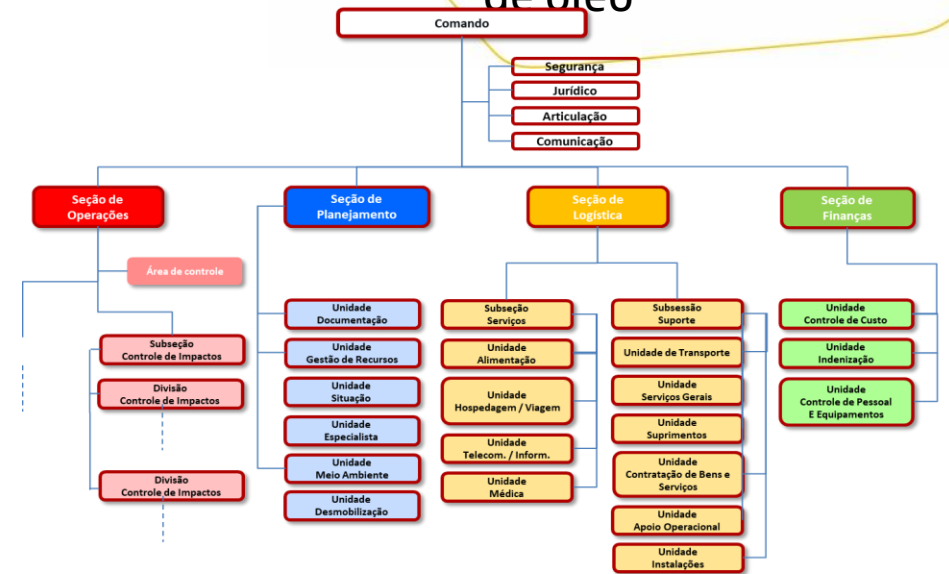 de óleo
Comando
Segurança
Jurídico
Articulação
Comunicação
Seção de
Operações
Seção de
Planejamento
Seção de
Logística
Seção de
Finanças
Área de controle
Subseção
Controle de Impactos
Divisão
Controle de Impactos
Divisão
Controle de Impactos
Unidade
Documentação
Unidade
Gestão de Recursos
Unidade
Situação
Unidade
Especialista
Unidade
Meio Ambiente
Unidade
Desmobilização
Subseção
Serviços
Unidade
Alimentação
Unidade
Hospedagem / Viagem
Unidade
Telecom. / Inform.
Unidade
Médica
Subsessão
Suporte
Unidade de Transporte
Unidade
Serviços Gerais
Unidade
Suprimentos
Unidade
Contratação de Bens e
Serviços
Unidade
Apoio Operacional
Unidade
Instalações
Unidade
Controle de Custo
Unidade
Indenização
Unidade
Controle de Pessoal
E Equipamentos